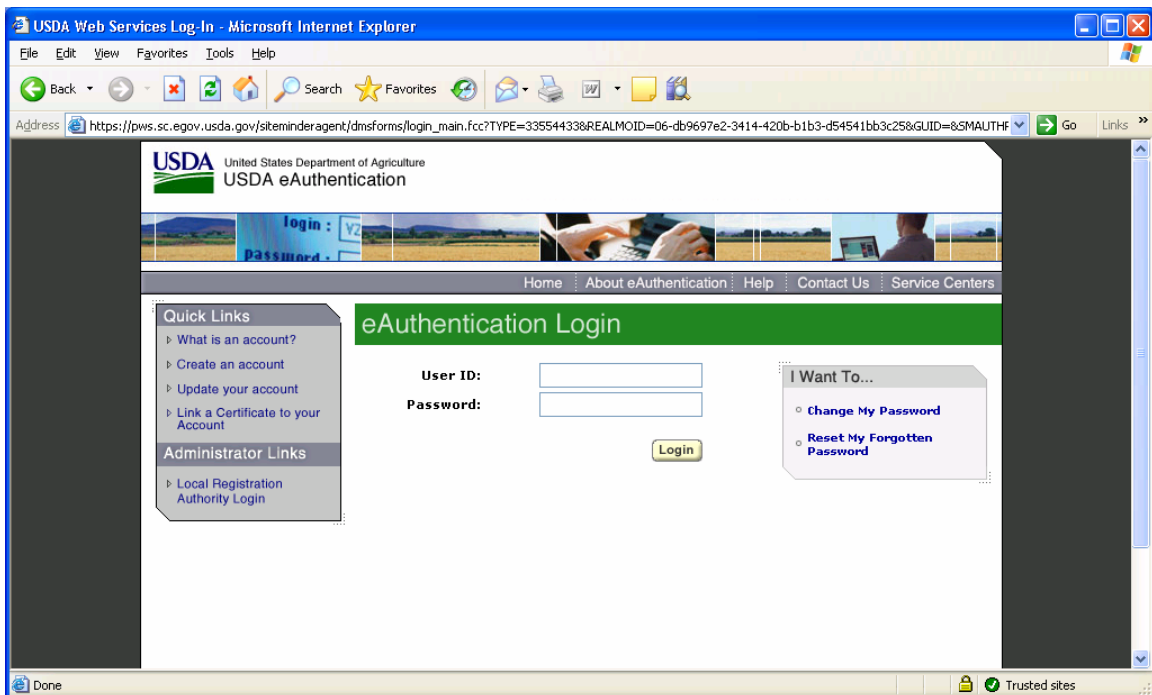 USDA Web Services Log-In - Microsoft Internet Explorer
File Edit View Favorites Tools Help
Back Search Favorites
Address https://pws.sc.egov.usda.gov/siteminderagent/dmsforms/login_main.fcc?TYPE=33554433&REALMOID=06-db9697e2-3414-420b-b1b3-d54541bb3c25&GUID=&SMAUTHR Go Links »
USDA United States Department of Agriculture
USDA eAuthentication
login : YZ
password :
Home About eAuthentication Help Contact Us Service Centers
Quick Links
What is an account?
Create an account
Update your account
Link a Certificate to your
Account
Administrator Links
Local Registration
Authority Login
eAuthentication Login
User ID:
Password:
Login
I Want To...
Change My Password
Reset My Forgotten
Password
Done Trusted sites